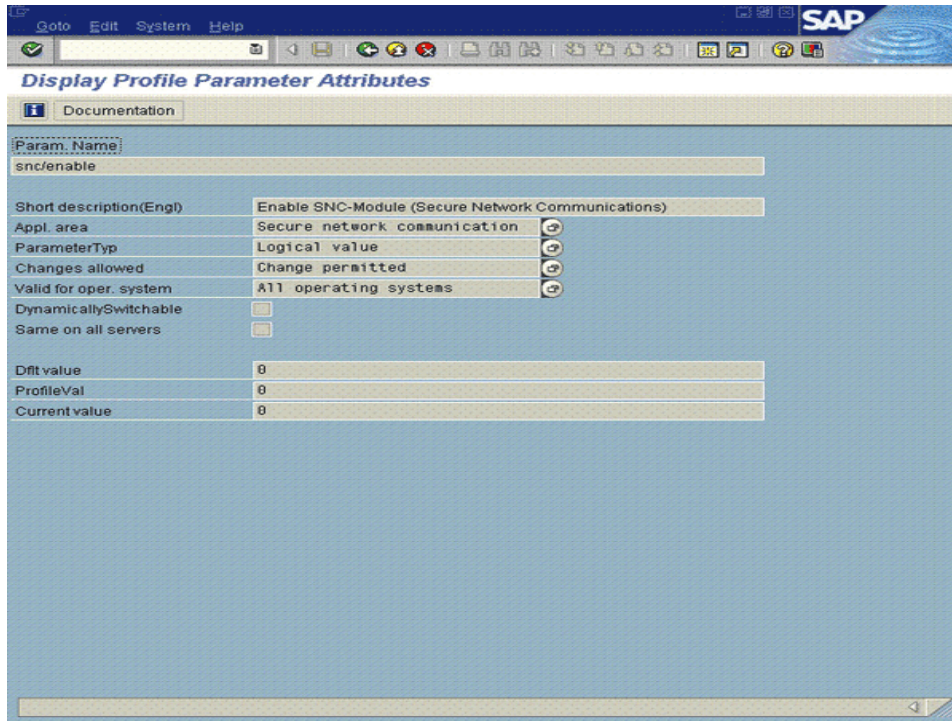 Goto Edit System Help
SAP
Display Profile Parameter Attributes
Documentation
Param. Name
snc/enable
Short description(Engl) Enable SNC-Module (Secure Network Communications)
Appl. area Secure network communication
ParameterTyp Logical value
Changes allowed Change permitted
Valid for oper. system All operating systems
DynamicallySwitchable
Same on all servers
Dflt value 0
ProfileVal 0
Current value 0